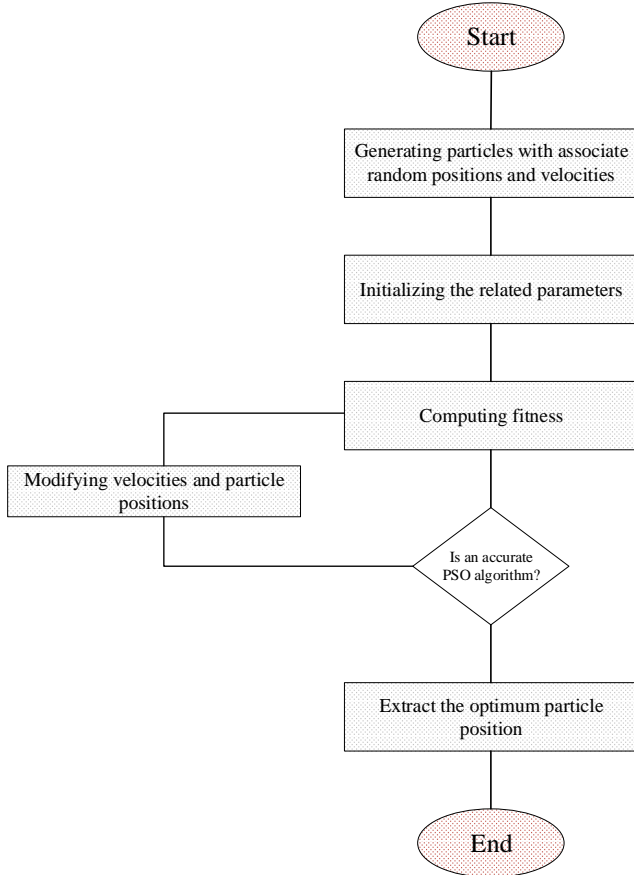 Start
Generating particles with associate
random positions and velocities
Initializing the related parameters
Computing fitness
Modifying velocities and particle
positions
Is an accurate
PSO algorithm?
Extract the optimum particle
position
End